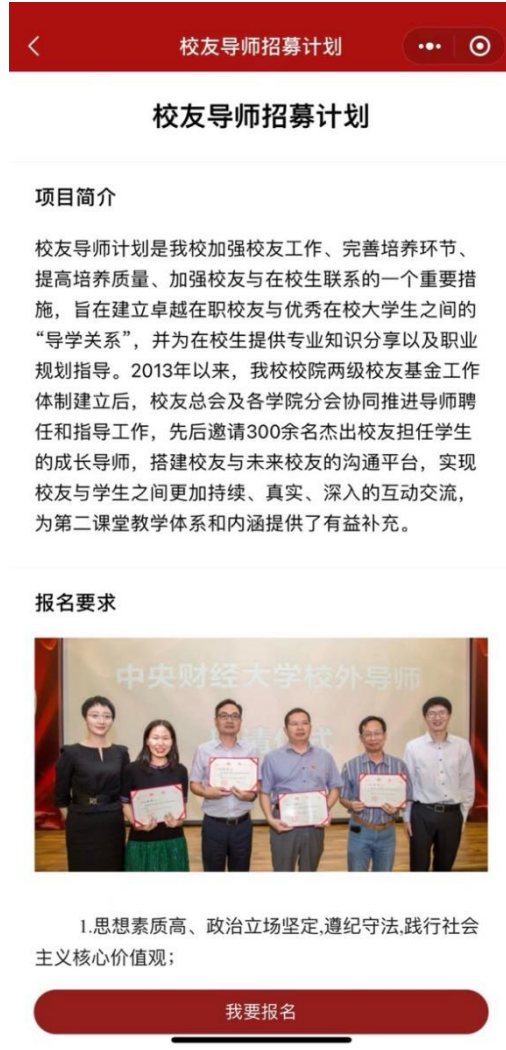 校友导师招募计划
校友导师招募计划
项目简介
校友导师计划是我校加强校友工作、完善培养环节、
提高培养质量、加强校友与在校生联系的一个重要措
施，旨在建立卓越在职校友与优秀在校大学生之间的
“导学关系”，并为在校生提供专业知识分享以及职业
规划指导。2013年以来，我校校院两级校友基金工作
体制建立后，校友总会及各学院分会协同推进导师聘
任和指导工作，先后邀请300余名杰出校友担任学生
的成长导师，搭建校友与未来校友的沟通平台，实现
校友与学生之间更加持续、真实、深入的互动交流，
为第二课堂教学体系和内涵提供了有益补充。
报名要求
中央财经大学校外导师
1.思想素质高、政治立场坚定,遵纪守法,践行社会
主义核心价值观；
我要报名